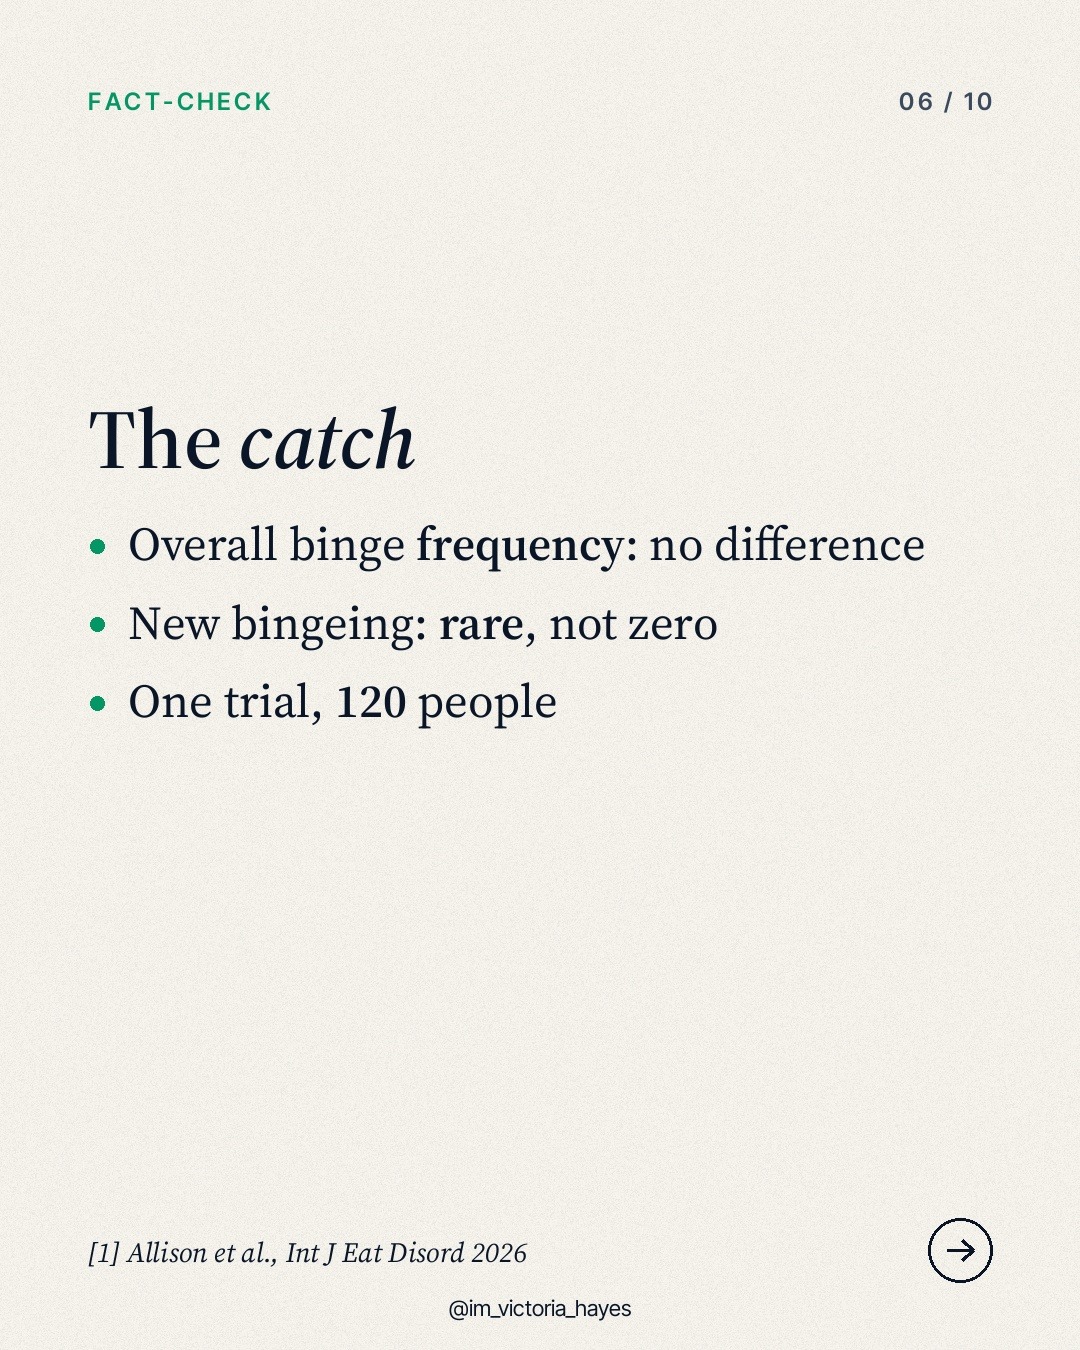 FACT-CHECK
06 / 10
The catch
• Overall binge frequency: no difference
• New bingeing: rare, not zero
• One trial, 120 people
[1] Allison et al., Int J Eat Disord 2026
@im_victoria_hayes